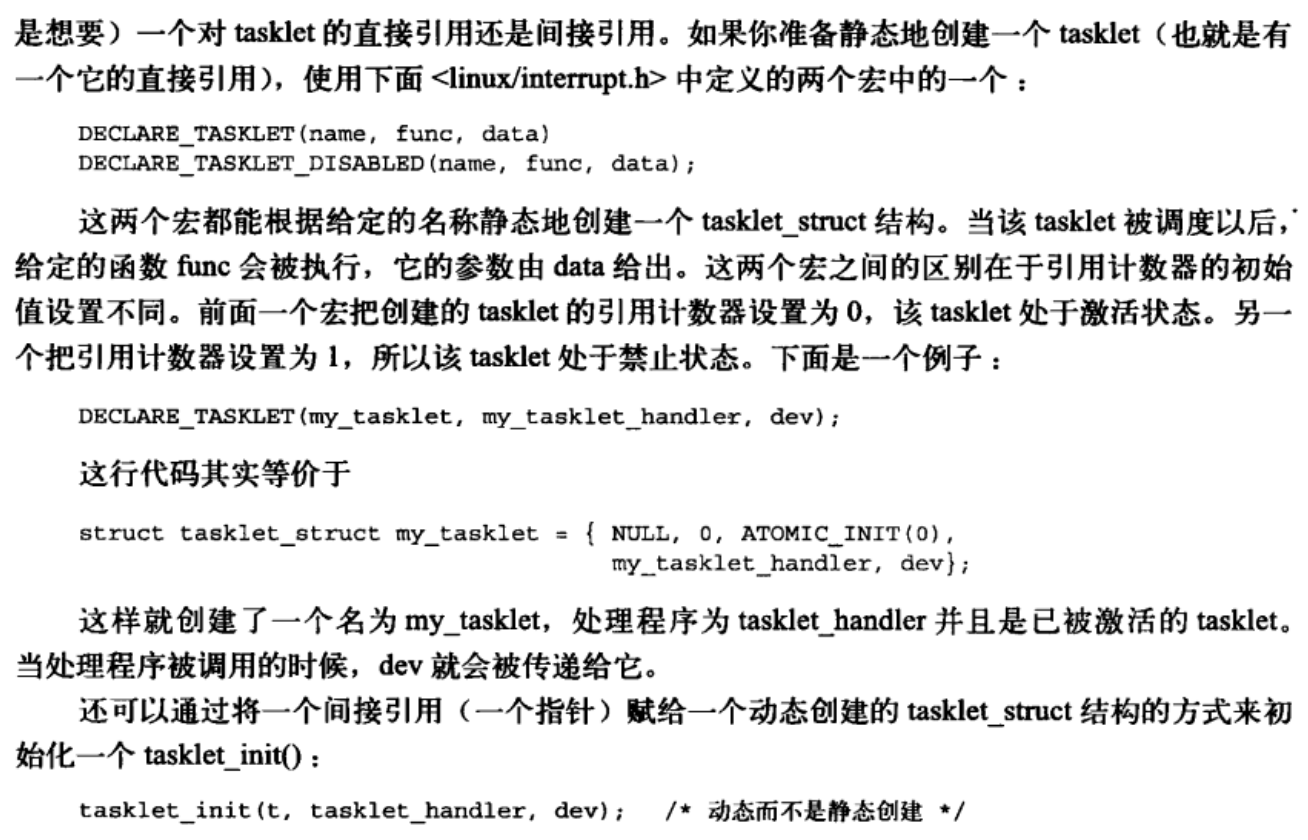 是想要）一个对 tasklet 的直接引用还是间接引用。如果你准备静态地创建一个 tasklet（也就是有
一个它的直接引用），使用下面 <linux/interrupt.h> 中定义的两个宏中的一个：
DECLARE_TASKLET(name, func, data)
DECLARE_TASKLET_DISABLED(name, func, data);
这两个宏都能根据给定的名称静态地创建一个 tasklet_struct 结构。当该 tasklet 被调度以后，
给定的函数 func 会被执行，它的参数由 data 给出。这两个宏之间的区别在于引用计数器的初始
值设置不同。前面一个宏把创建的 tasklet 的引用计数器设置为 0，该 tasklet 处于激活状态。另一
个把引用计数器设置为 1，所以该 tasklet 处于禁止状态。下面是一个例子：
DECLARE_TASKLET(my_tasklet, my_tasklet_handler, dev);
这行代码其实等价于
struct tasklet_struct my_tasklet = { NULL, 0, ATOMIC_INIT(0),
my_tasklet_handler, dev};
这样就创建了一个名为 my_tasklet，处理程序为 tasklet_handler 并且是已被激活的 tasklet。
当处理程序被调用的时候，dev 就会被传递给它。
还可以通过将一个间接引用（一个指针）赋给一个动态创建的 tasklet_struct 结构的方式来初
始化一个 tasklet_init()：
tasklet_init(t, tasklet_handler, dev); /* 动态而不是静态创建 */